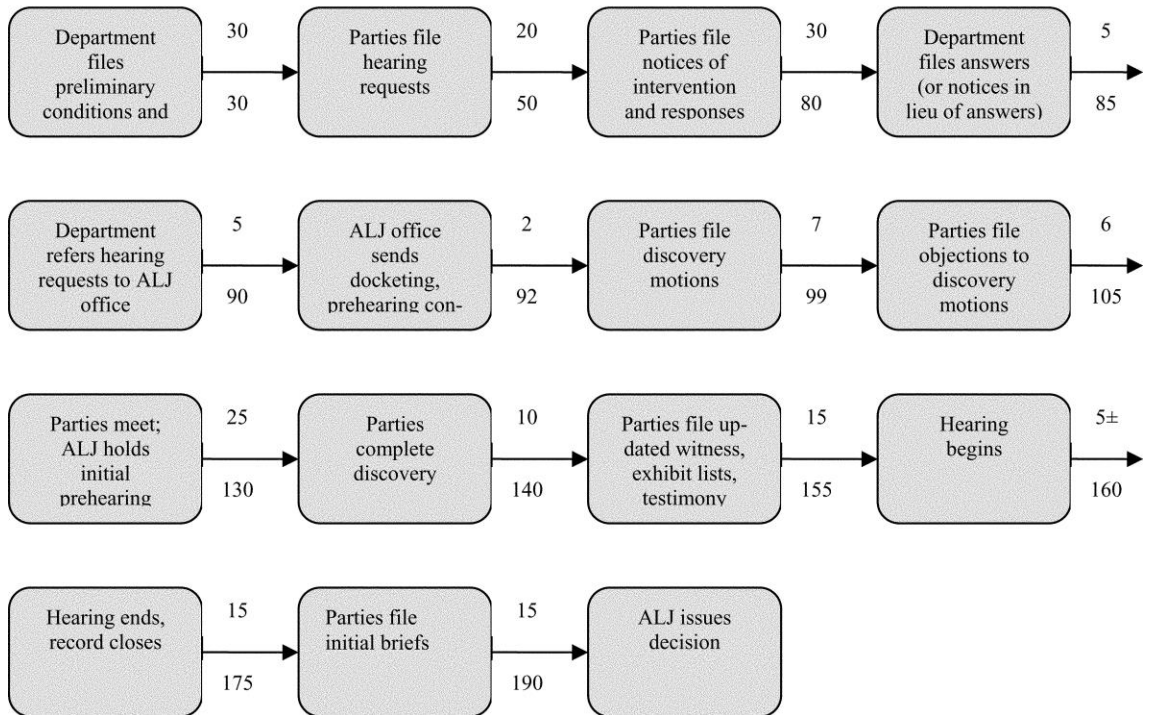 Department
files
preliminary
conditions and
30
30
Parties file
hearing
requests
20
50
Parties file
notices of
intervention
and responses
30
80
Department
files answers
(or notices in
lieu of answers)
5
85
Department
refers hearing
requests to ALJ
office
5
90
ALJ office
sends
docketing,
prehearing con-
2
92
Parties file
discovery
motions
7
99
Parties file
objections to
discovery
motions
6
105
Parties meet;
ALJ holds
initial
prehearing
25
130
Parties
complete
discovery
10
140
Parties file up-
dated witness,
exhibit lists,
testimony
15
155
Hearing
begins
5±
160
Hearing ends,
record closes
15
175
Parties file
initial briefs
15
190
ALJ issues
decision